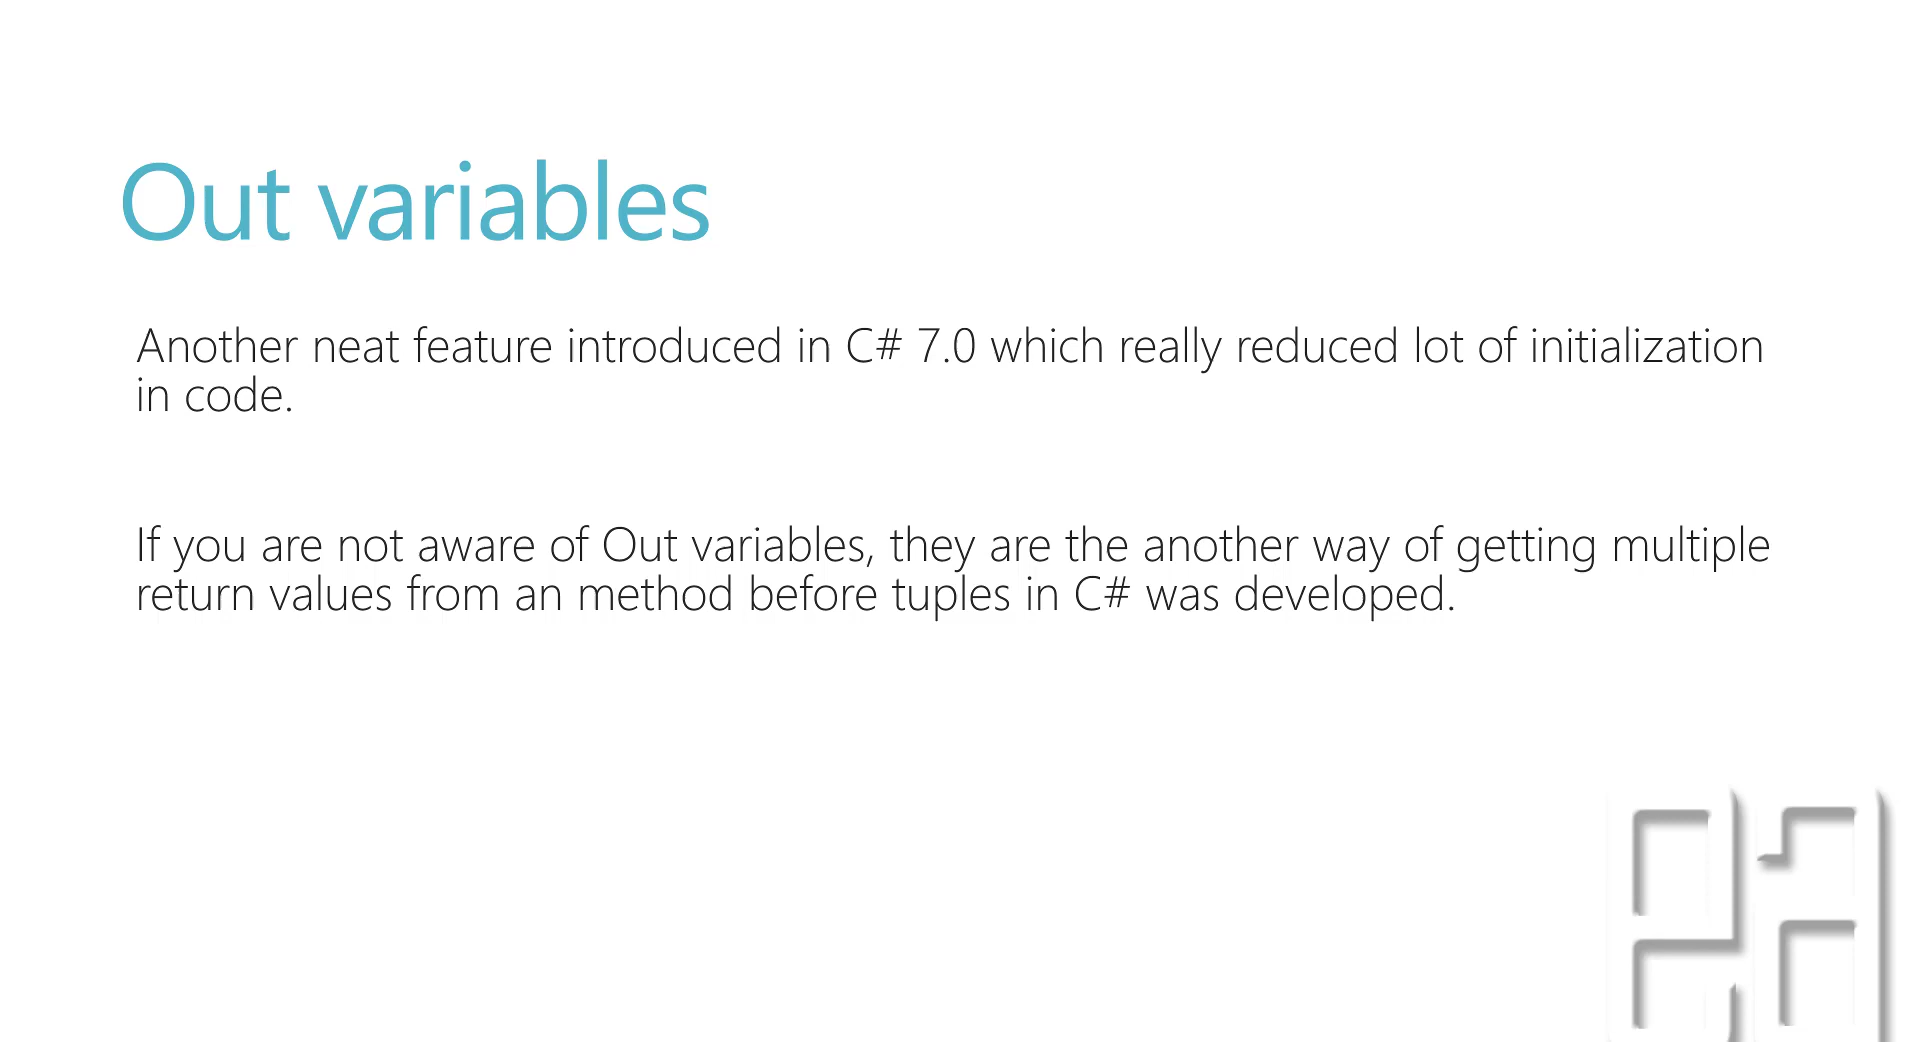 Out variables
Another neat feature introduced in C# 7.0 which really reduced lot of initialization
in code.
If you are not aware of Out variables, they are the another way of getting multiple
return values from an method before tuples in C# was developed.